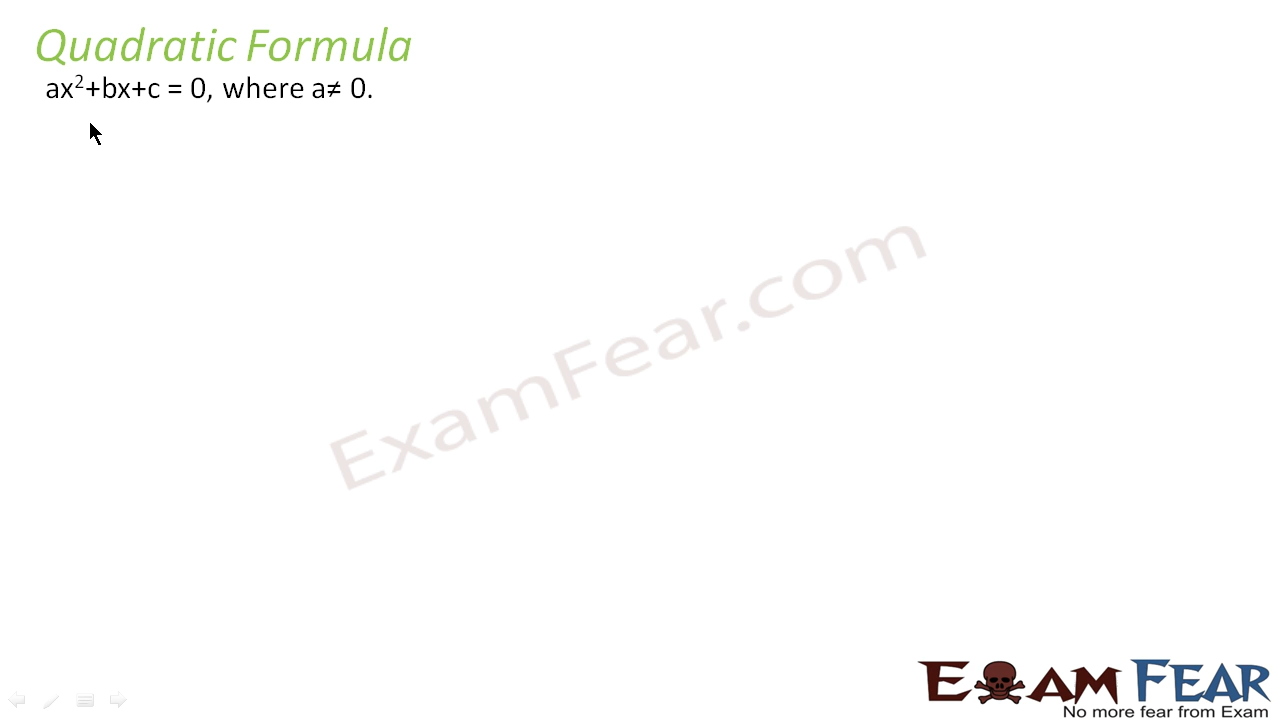 Quadratic Formula
ax²+bx+c = 0, where a≠ 0.
ExamFear.com
EXAM FEAR
No more fear from Exam